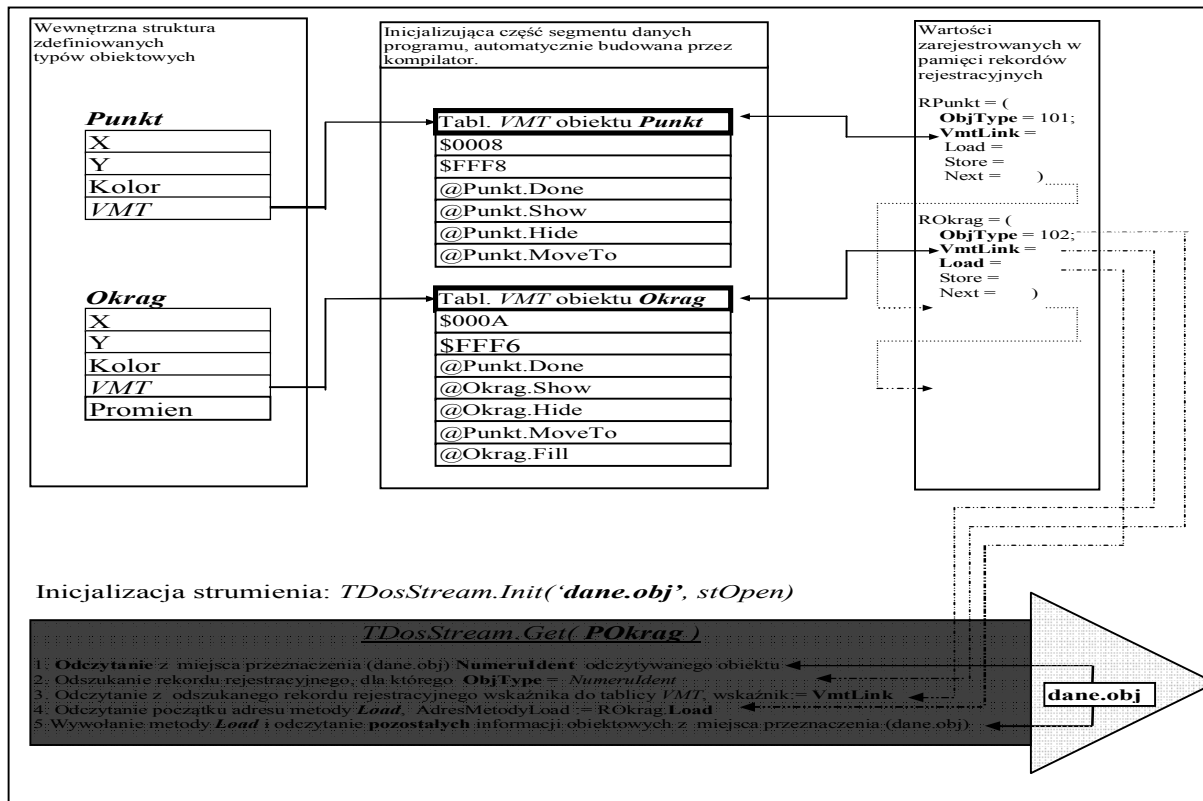 Wewnętrzna struktura
zdefiniowanych
typów obiektowych
Punkt
X
Y
Kolor
VMT
Okrag
X
Y
Kolor
VMT
Promien
Inicjalizująca część segmentu danych
programu, automatycznie budowana przez
kompilator.
Tabl. VMT obiektu Punkt
$0008
$FFF8
@Punkt.Done
@Punkt.Show
@Punkt.Hide
@Punkt.MoveTo
Tabl. VMT obiektu Okrag
$000A
$FFF6
@Punkt.Done
@Okrag.Show
@Okrag.Hide
@Punkt.MoveTo
@Okrag.Fill
Wartości
zarejestrowanych w
pamięci rekordów
rejestracyjnych
RPunkt = (
ObjType = 101;
VmtLink =
Load =
Store =
Next = )
ROkrag = (
ObjType = 102;
VmtLink =
Load =
Store =
Next = )
Inicjalizacja strumienia: TDosStream.Init('dane.obj', stOpen)
TDosStream.Get( POkrag )
1. Odczytanie z miejsca przeznaczenia (dane.obj) NumeruIdent odczytywanego obiektu
2. Odszukanie rekordu rejestracyjnego, dla którego ObjType = NumeruIdent
3. Odczytanie z odszukanego rekordu rejestracyjnego wskaźnika do tablicy VMT, wskaźnik:= VmtLink
4. Odczytanie początku adresu metody Load, AdresMetodyLoad := ROkrag.Load
5. Wywołanie metody Load i odczytanie pozostałych informacji obiektowych z miejsca przeznaczenia (dane.obj)
dane.obj